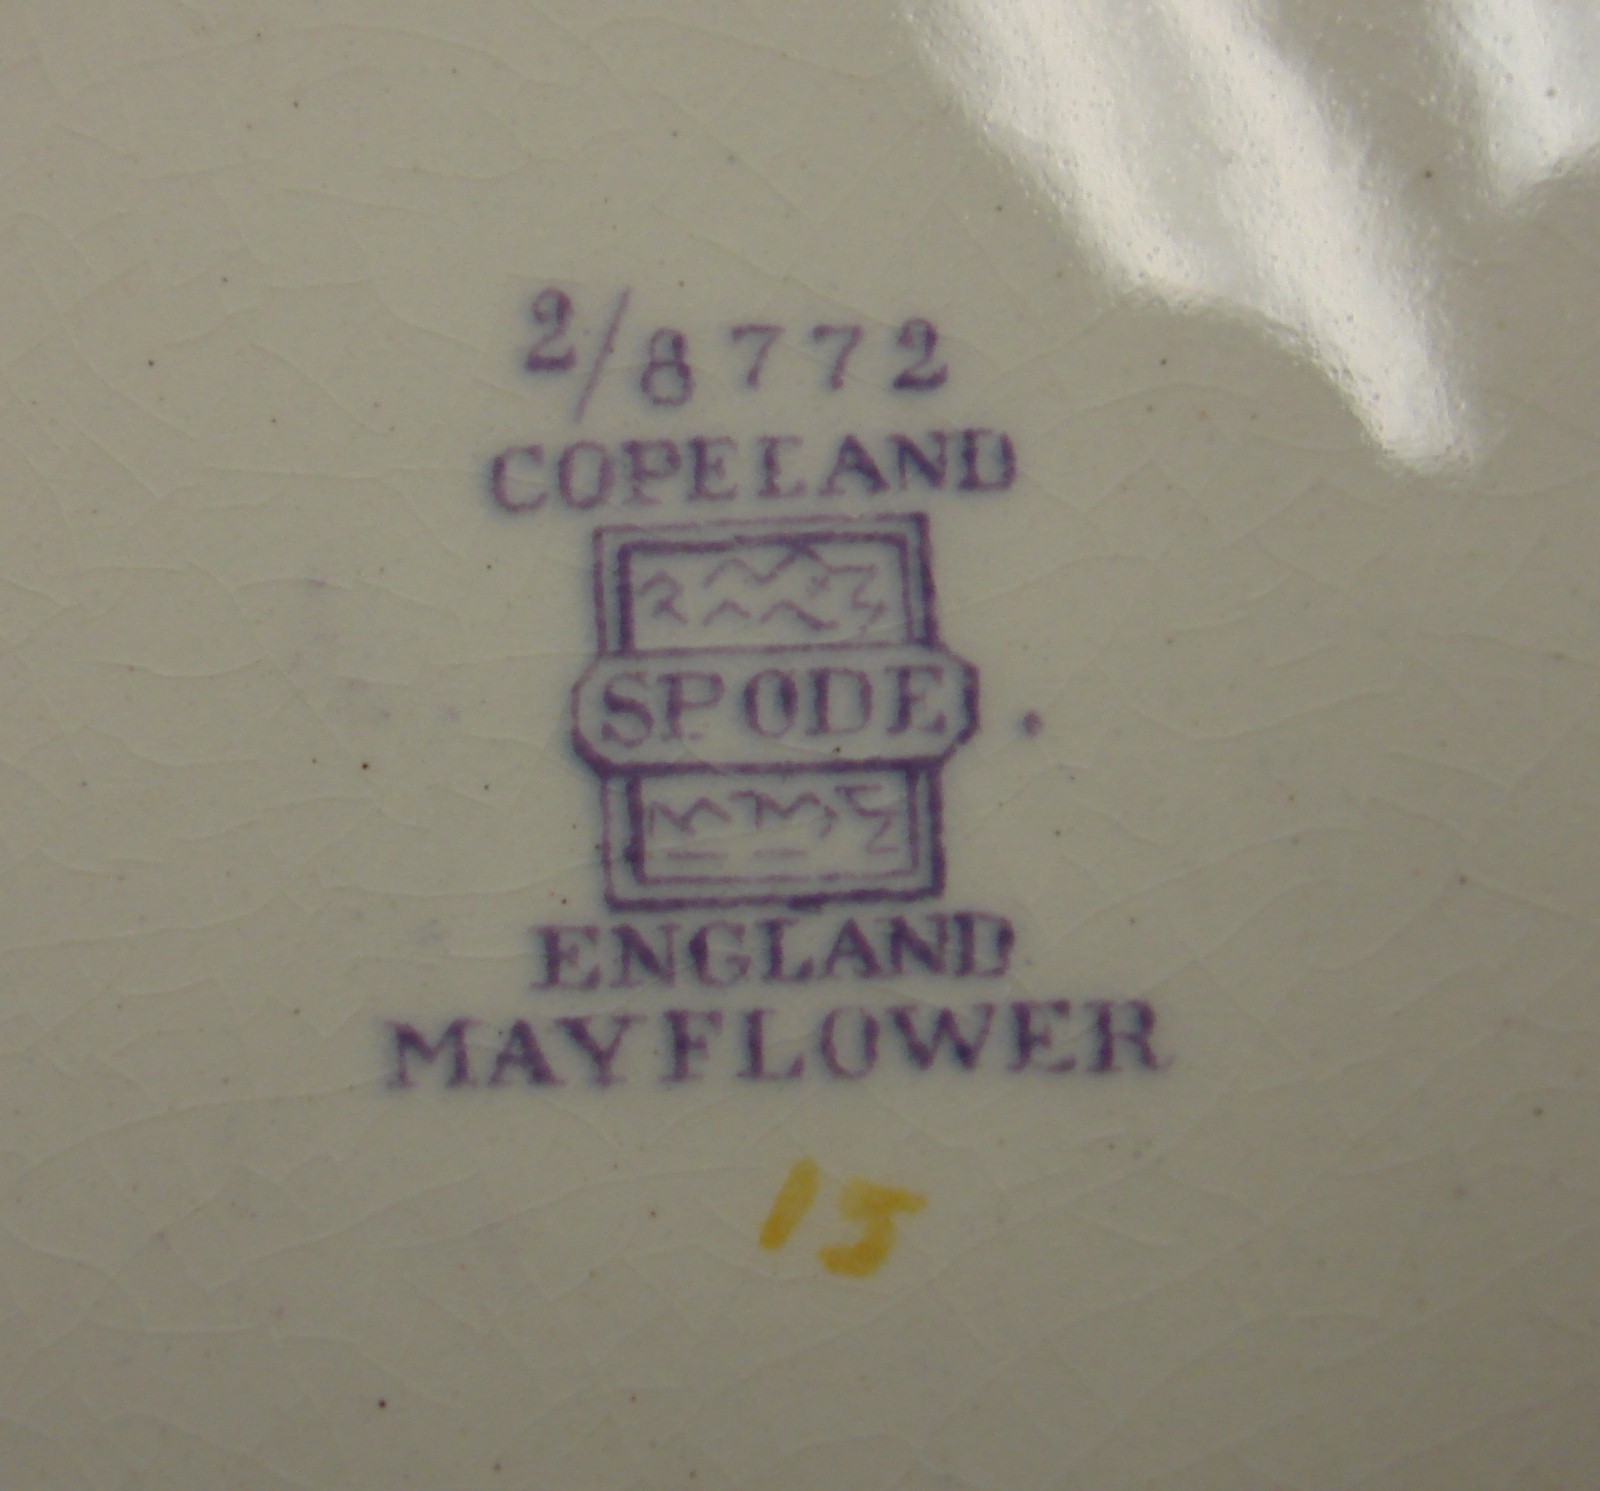 2/8772
COPELAND
SPODE
ENGLAND
MAYFLOWER
15